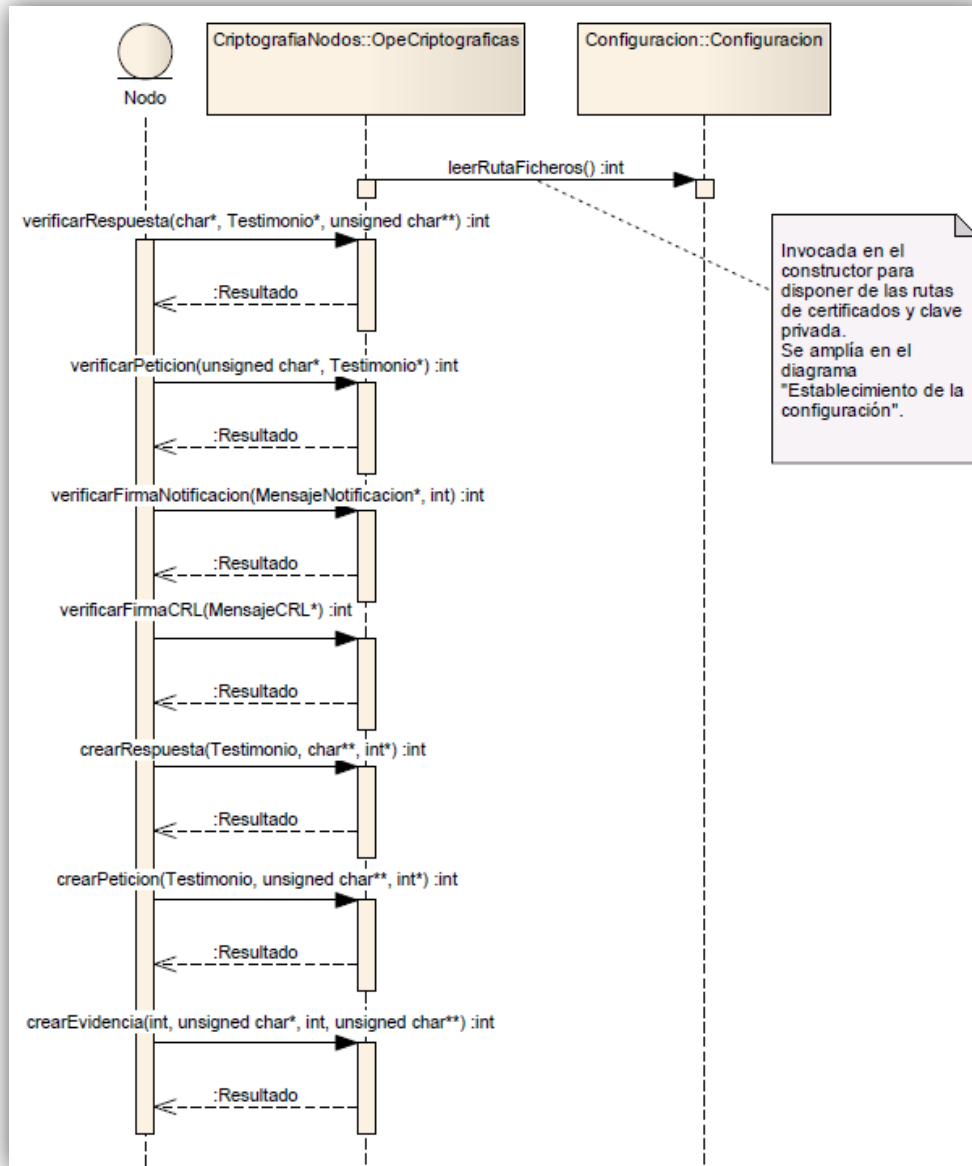 CriptografiaNodos::OpeCriptograficas
Configuracion::Configuracion
Nodo
leerRutaFicheros() :int
verificarRespuesta(char*, Testimonio*, unsigned char**) :int
Invocada en el
constructor para
disponer de las rutas
de certificados y clave
privada.
Se amplía en el
diagrama
"Establecimiento de la
configuración".
:Resultado
verificarPeticion(unsigned char*, Testimonio*) :int
:Resultado
verificarFirmaNotificacion(MensajeNotificacion*, int) :int
:Resultado
verificarFirmaCRL(MensajeCRL*) :int
:Resultado
crearRespuesta(Testimonio, char**, int*) :int
:Resultado
crearPeticion(Testimonio, unsigned char**, int*) :int
:Resultado
crearEvidencia(int, unsigned char*, int, unsigned char**) :int
:Resultado